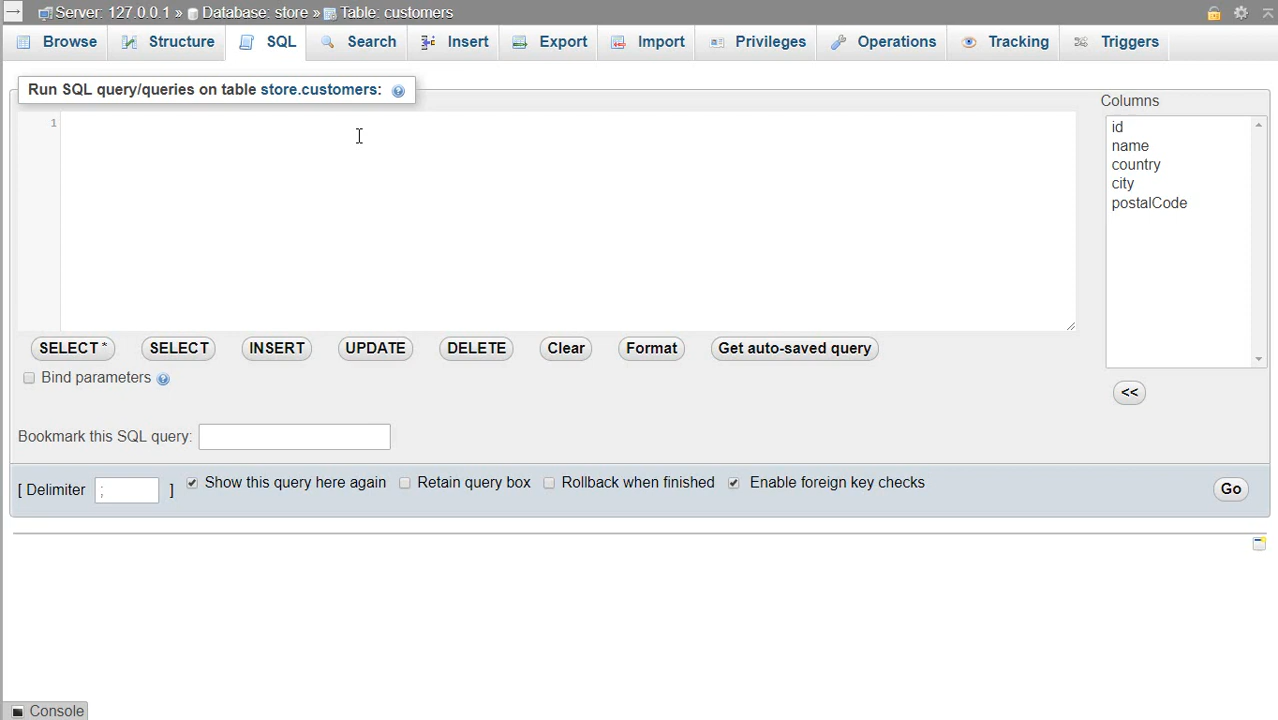 Server: 127.0.0.1 » Database: store » Table: customers
Browse Structure SQL Search Insert Export Import Privileges Operations Tracking Triggers
Run SQL query/queries on table store.customers:
Columns
1
id
name
country
city
postalCode
SELECT * SELECT INSERT UPDATE DELETE Clear Format Get auto-saved query
Bind parameters
<<
Bookmark this SQL query:
[ Delimiter ; ] Show this query here again Retain query box Rollback when finished Enable foreign key checks Go
Console